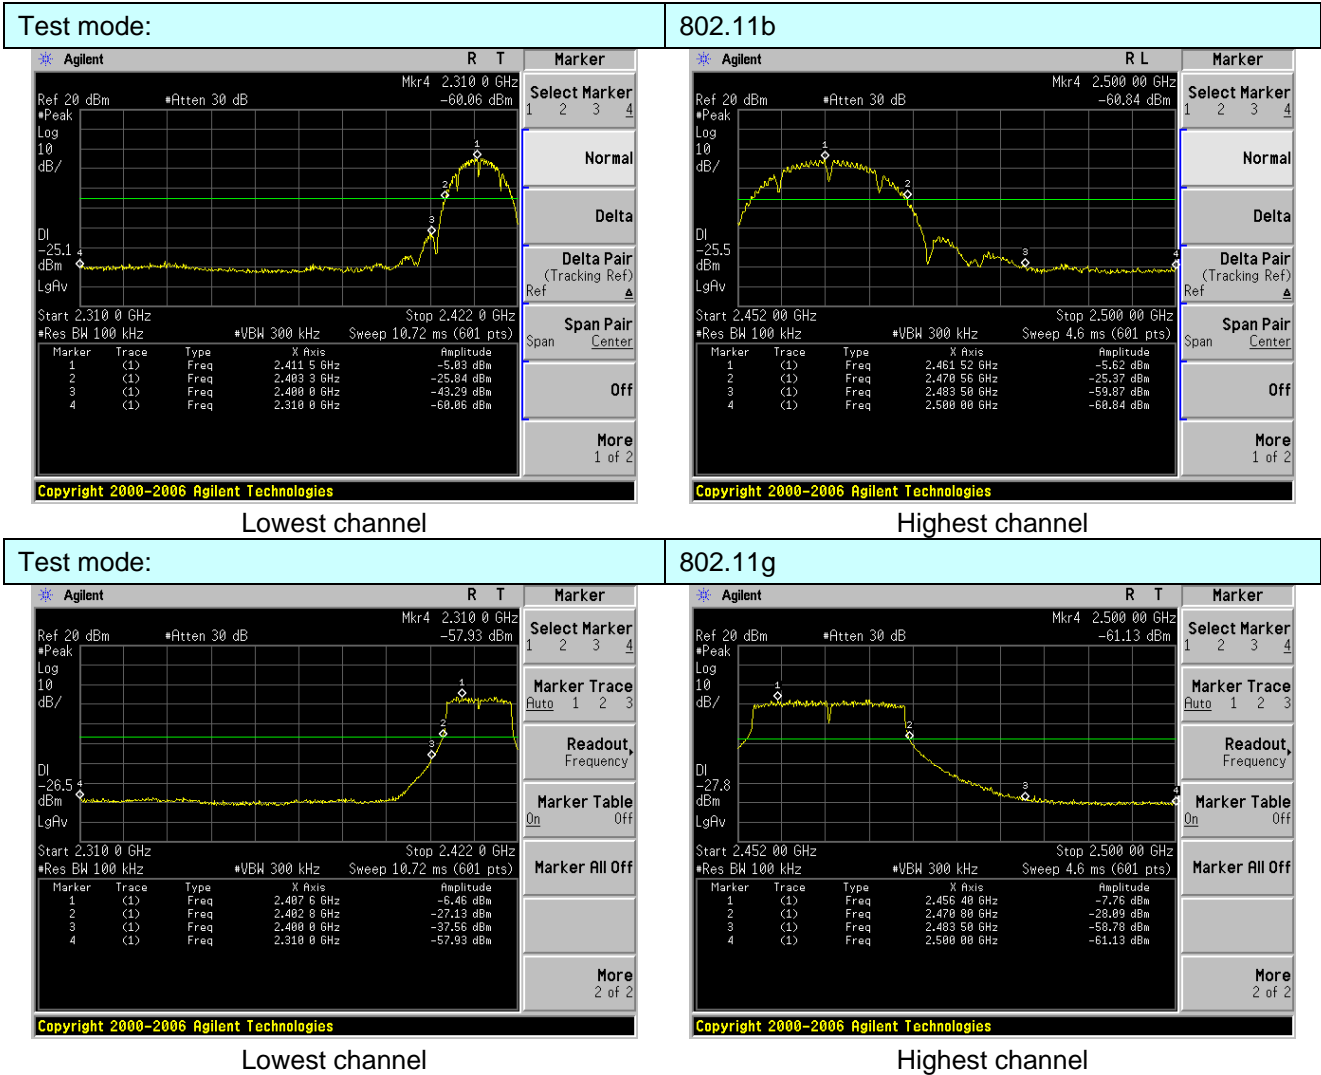 Test mode: 802.11b
Agilent R T Marker
Mkr4 2.310 0 GHz
Ref 20 dBm #Atten 30 dB -60.06 dBm
Select Marker
1 2 3 4
#Peak
Log
10
dB/
1
2
3
4
Normal
Delta
DI
-25.1
dBm
LgAv
Delta Pair
(Tracking Ref)
Ref Δ
Start 2.310 0 GHz Stop 2.422 0 GHz
#Res BW 100 kHz #VBW 300 kHz Sweep 10.72 ms (601 pts)
Span Pair
Span Center
Marker Trace Type X Axis Amplitude
1 (1) Freq 2.411 5 GHz -5.03 dBm
2 (1) Freq 2.403 3 GHz -25.84 dBm
3 (1) Freq 2.400 0 GHz -43.29 dBm
4 (1) Freq 2.310 0 GHz -60.06 dBm
Off
More
1 of 2
Copyright 2000-2006 Agilent Technologies
Lowest channel
Agilent R L Marker
Mkr4 2.500 00 GHz
Ref 20 dBm #Atten 30 dB -60.84 dBm
Select Marker
1 2 3 4
#Peak
Log
10
dB/
1
2
3
4
Normal
Delta
DI
-25.5
dBm
LgAv
Delta Pair
(Tracking Ref)
Ref Δ
Start 2.452 00 GHz Stop 2.500 00 GHz
#Res BW 100 kHz #VBW 300 kHz Sweep 4.6 ms (601 pts)
Span Pair
Span Center
Marker Trace Type X Axis Amplitude
1 (1) Freq 2.461 52 GHz -5.62 dBm
2 (1) Freq 2.470 56 GHz -25.37 dBm
3 (1) Freq 2.483 50 GHz -59.87 dBm
4 (1) Freq 2.500 00 GHz -60.84 dBm
Off
More
1 of 2
Copyright 2000-2006 Agilent Technologies
Highest channel
Test mode: 802.11g
Agilent R T Marker
Mkr4 2.310 0 GHz
Ref 20 dBm #Atten 30 dB -57.93 dBm
Select Marker
1 2 3 4
#Peak
Log
10
dB/
1
2
3
4
Marker Trace
Auto 1 2 3
Readout
Frequency
DI
-26.5
dBm
LgAv
Marker Table
On Off
Start 2.310 0 GHz Stop 2.422 0 GHz
#Res BW 100 kHz #VBW 300 kHz Sweep 10.72 ms (601 pts)
Marker All Off
Marker Trace Type X Axis Amplitude
1 (1) Freq 2.407 6 GHz -6.46 dBm
2 (1) Freq 2.402 8 GHz -27.13 dBm
3 (1) Freq 2.400 0 GHz -37.56 dBm
4 (1) Freq 2.310 0 GHz -57.93 dBm
More
2 of 2
Copyright 2000-2006 Agilent Technologies
Lowest channel
Agilent R T Marker
Mkr4 2.500 00 GHz
Ref 20 dBm #Atten 30 dB -61.13 dBm
Select Marker
1 2 3 4
#Peak
Log
10
dB/
1
2
3
4
Marker Trace
Auto 1 2 3
Readout
Frequency
DI
-27.8
dBm
LgAv
Marker Table
On Off
Start 2.452 00 GHz Stop 2.500 00 GHz
#Res BW 100 kHz #VBW 300 kHz Sweep 4.6 ms (601 pts)
Marker All Off
Marker Trace Type X Axis Amplitude
1 (1) Freq 2.456 40 GHz -7.76 dBm
2 (1) Freq 2.470 80 GHz -28.09 dBm
3 (1) Freq 2.483 50 GHz -58.78 dBm
4 (1) Freq 2.500 00 GHz -61.13 dBm
More
2 of 2
Copyright 2000-2006 Agilent Technologies
Highest channel